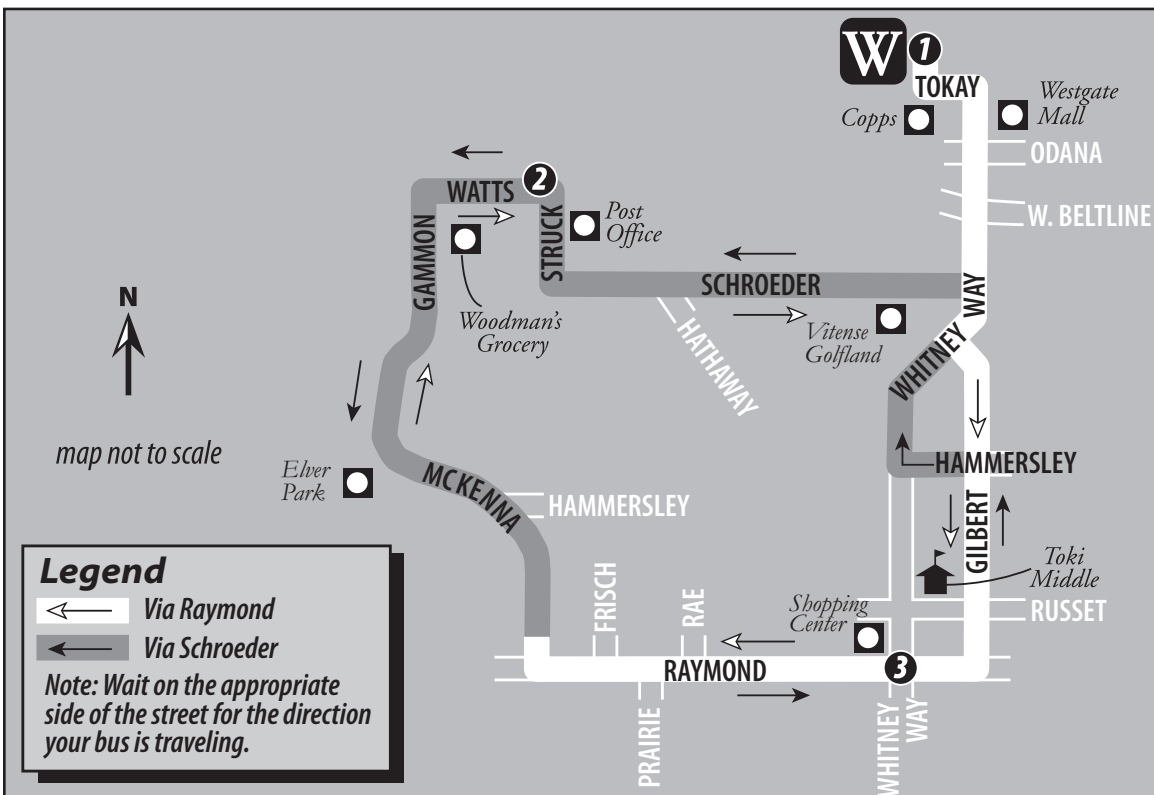 W
1
TOKAY
Copps
Westgate
Mall
ODANA
W. BELTLINE
WATTS
2
STRUCK
Post
Office
GAMMON
SCHROEDER
WAY
N
Woodman's
Grocery
HATHAWAY
Vitense
Golfland
WHITNEY
map not to scale
Elver
Park
MCKENNA
HAMMERSLEY
HAMMERSLEY
GILBERT
Toki
Middle
FRISCH
RAE
Shopping
Center
RUSSET
RAYMOND
3
PRAIRIE
WHITNEY
WAY
Legend
Via Raymond
Via Schroeder
Note: Wait on the appropriate
side of the street for the direction
your bus is traveling.